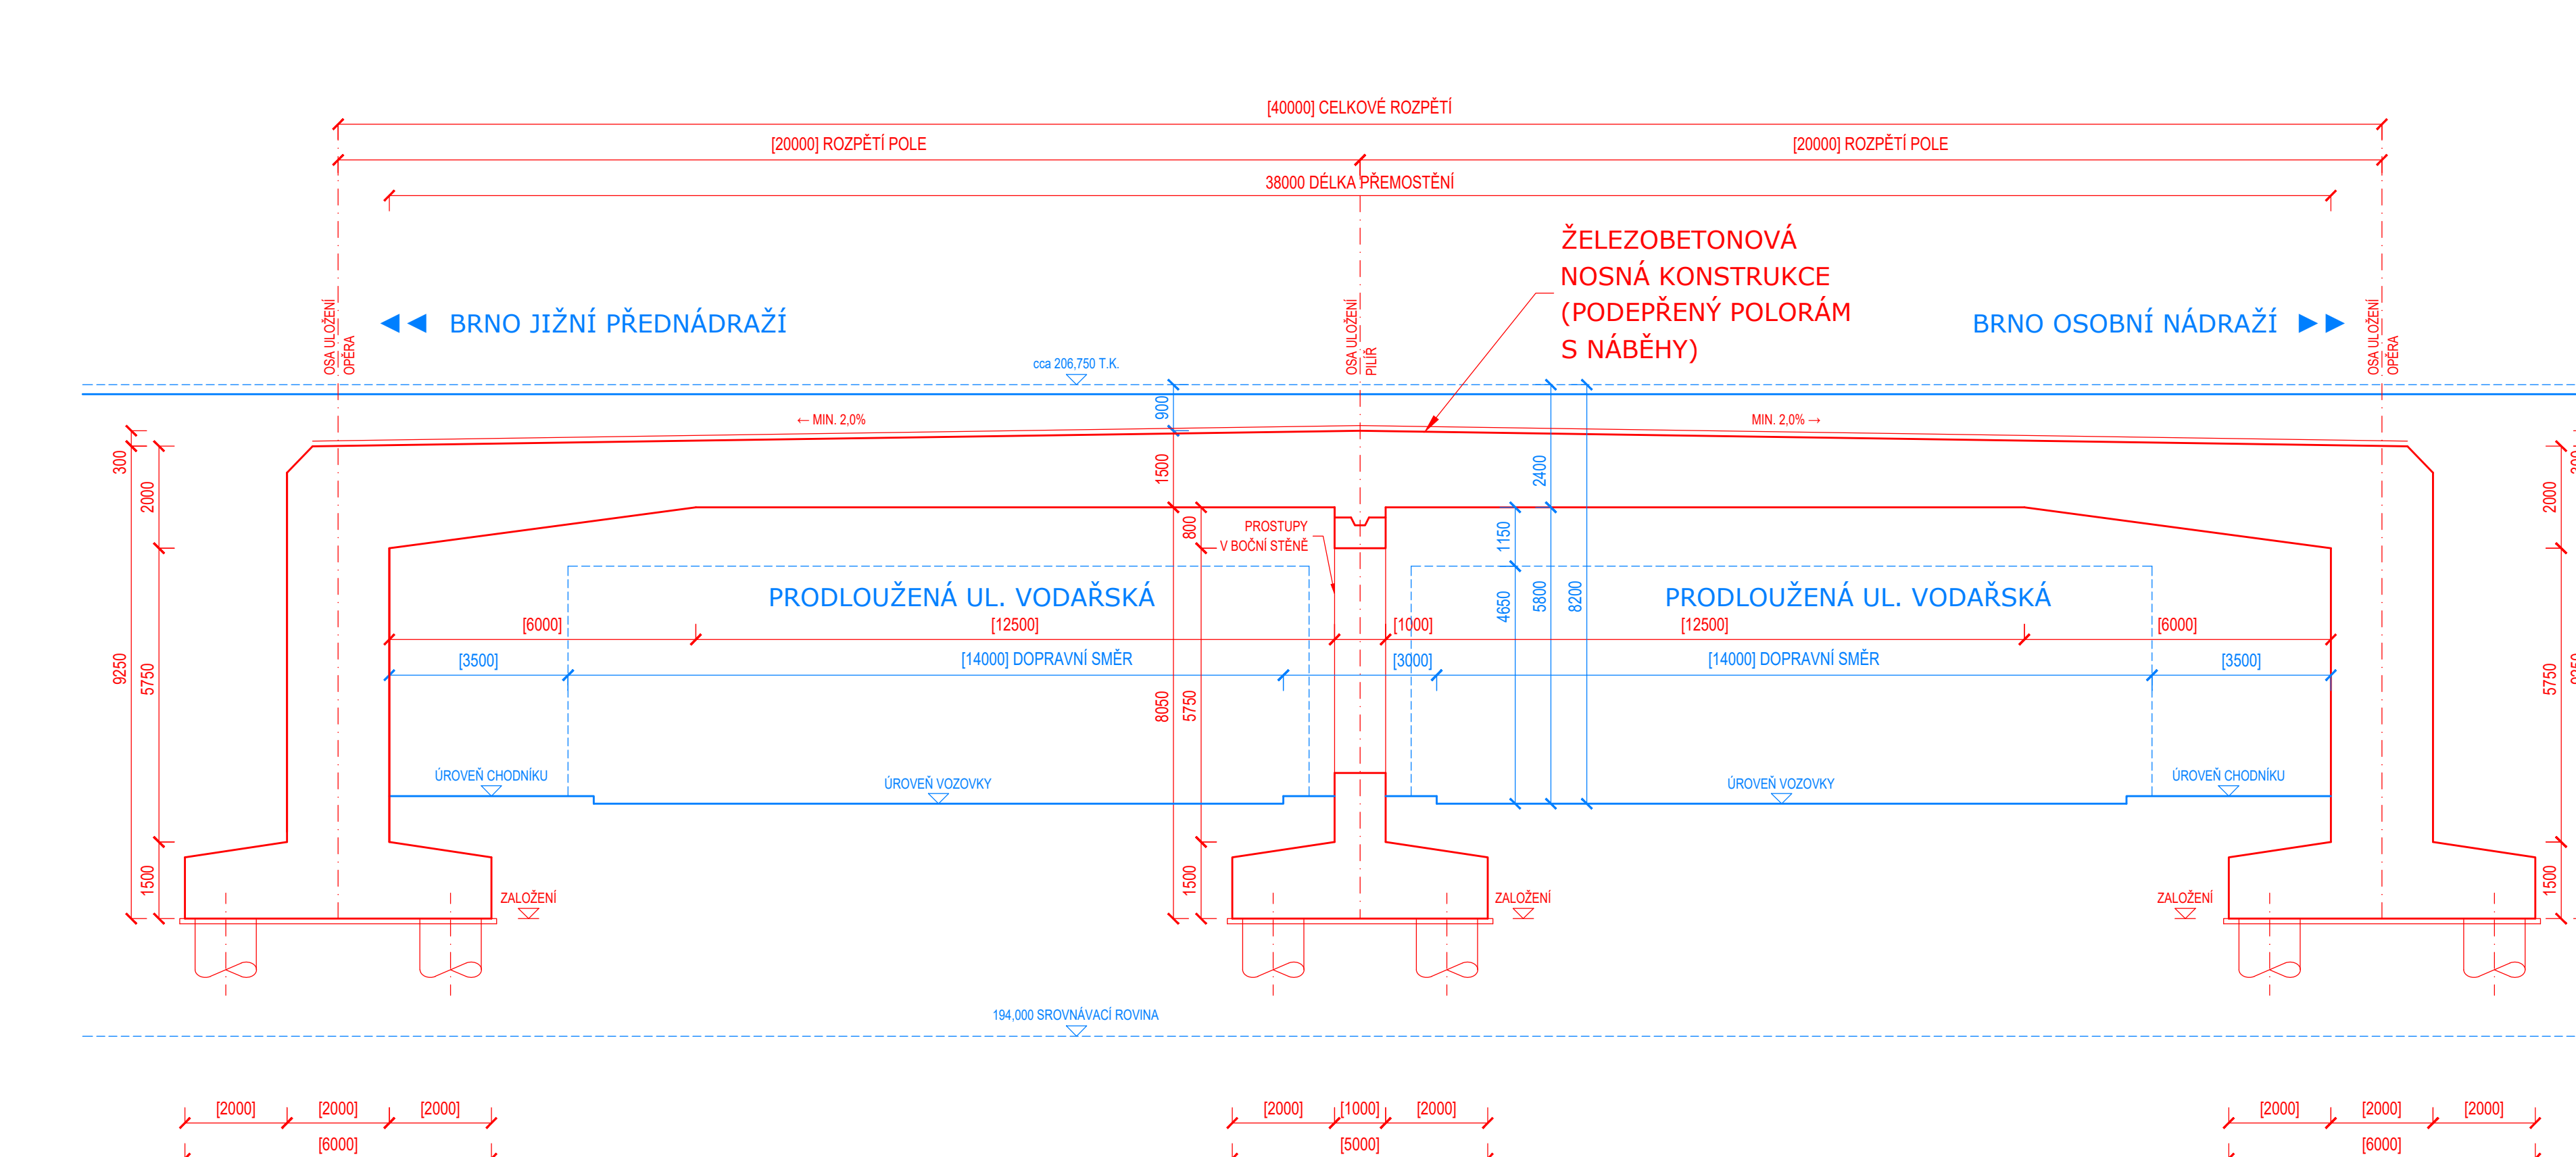 [40000] CELKOVÉ ROZPĚTÍ
[20000] ROZPĚTÍ POLE
[20000] ROZPĚTÍ POLE
38000 DÉLKA PŘEMOSTĚNÍ
ŽELEZOBETONOVÁ
NOSNÁ KONSTRUKCE
(PODEPŘENÝ POLORÁM
S NÁBĚHY)
BRNO JIŽNÍ PŘEDNÁDRAŽÍ
BRNO OSOBNÍ NÁDRAŽÍ
OSA ULOŽENÍ
OPĚRA
OSA ULOŽENÍ
PILÍŘ
OSA ULOŽENÍ
OPĚRA
cca 206,750 T.K.
← MIN. 2,0%
MIN. 2,0% →
900
300
2000
1500
2400
2000
800
1150
PROSTUPY
V BOČNÍ STĚNĚ
PRODLOUŽENÁ UL. VODAŘSKÁ
PRODLOUŽENÁ UL. VODAŘSKÁ
4650
5800
8200
[6000]
[12500]
[1000]
[12500]
[6000]
[3500]
[14000] DOPRAVNÍ SMĚR
[3000]
[14000] DOPRAVNÍ SMĚR
[3500]
9250
5750
8050
5750
5750
ÚROVEŇ CHODNÍKU
ÚROVEŇ VOZOVKY
ÚROVEŇ VOZOVKY
ÚROVEŇ CHODNÍKU
1500
1500
1500
ZALOŽENÍ
ZALOŽENÍ
ZALOŽENÍ
194,000 SROVNÁVACÍ ROVINA
[2000]
[2000]
[2000]
[2000]
[1000]
[2000]
[2000]
[2000]
[2000]
[6000]
[5000]
[6000]